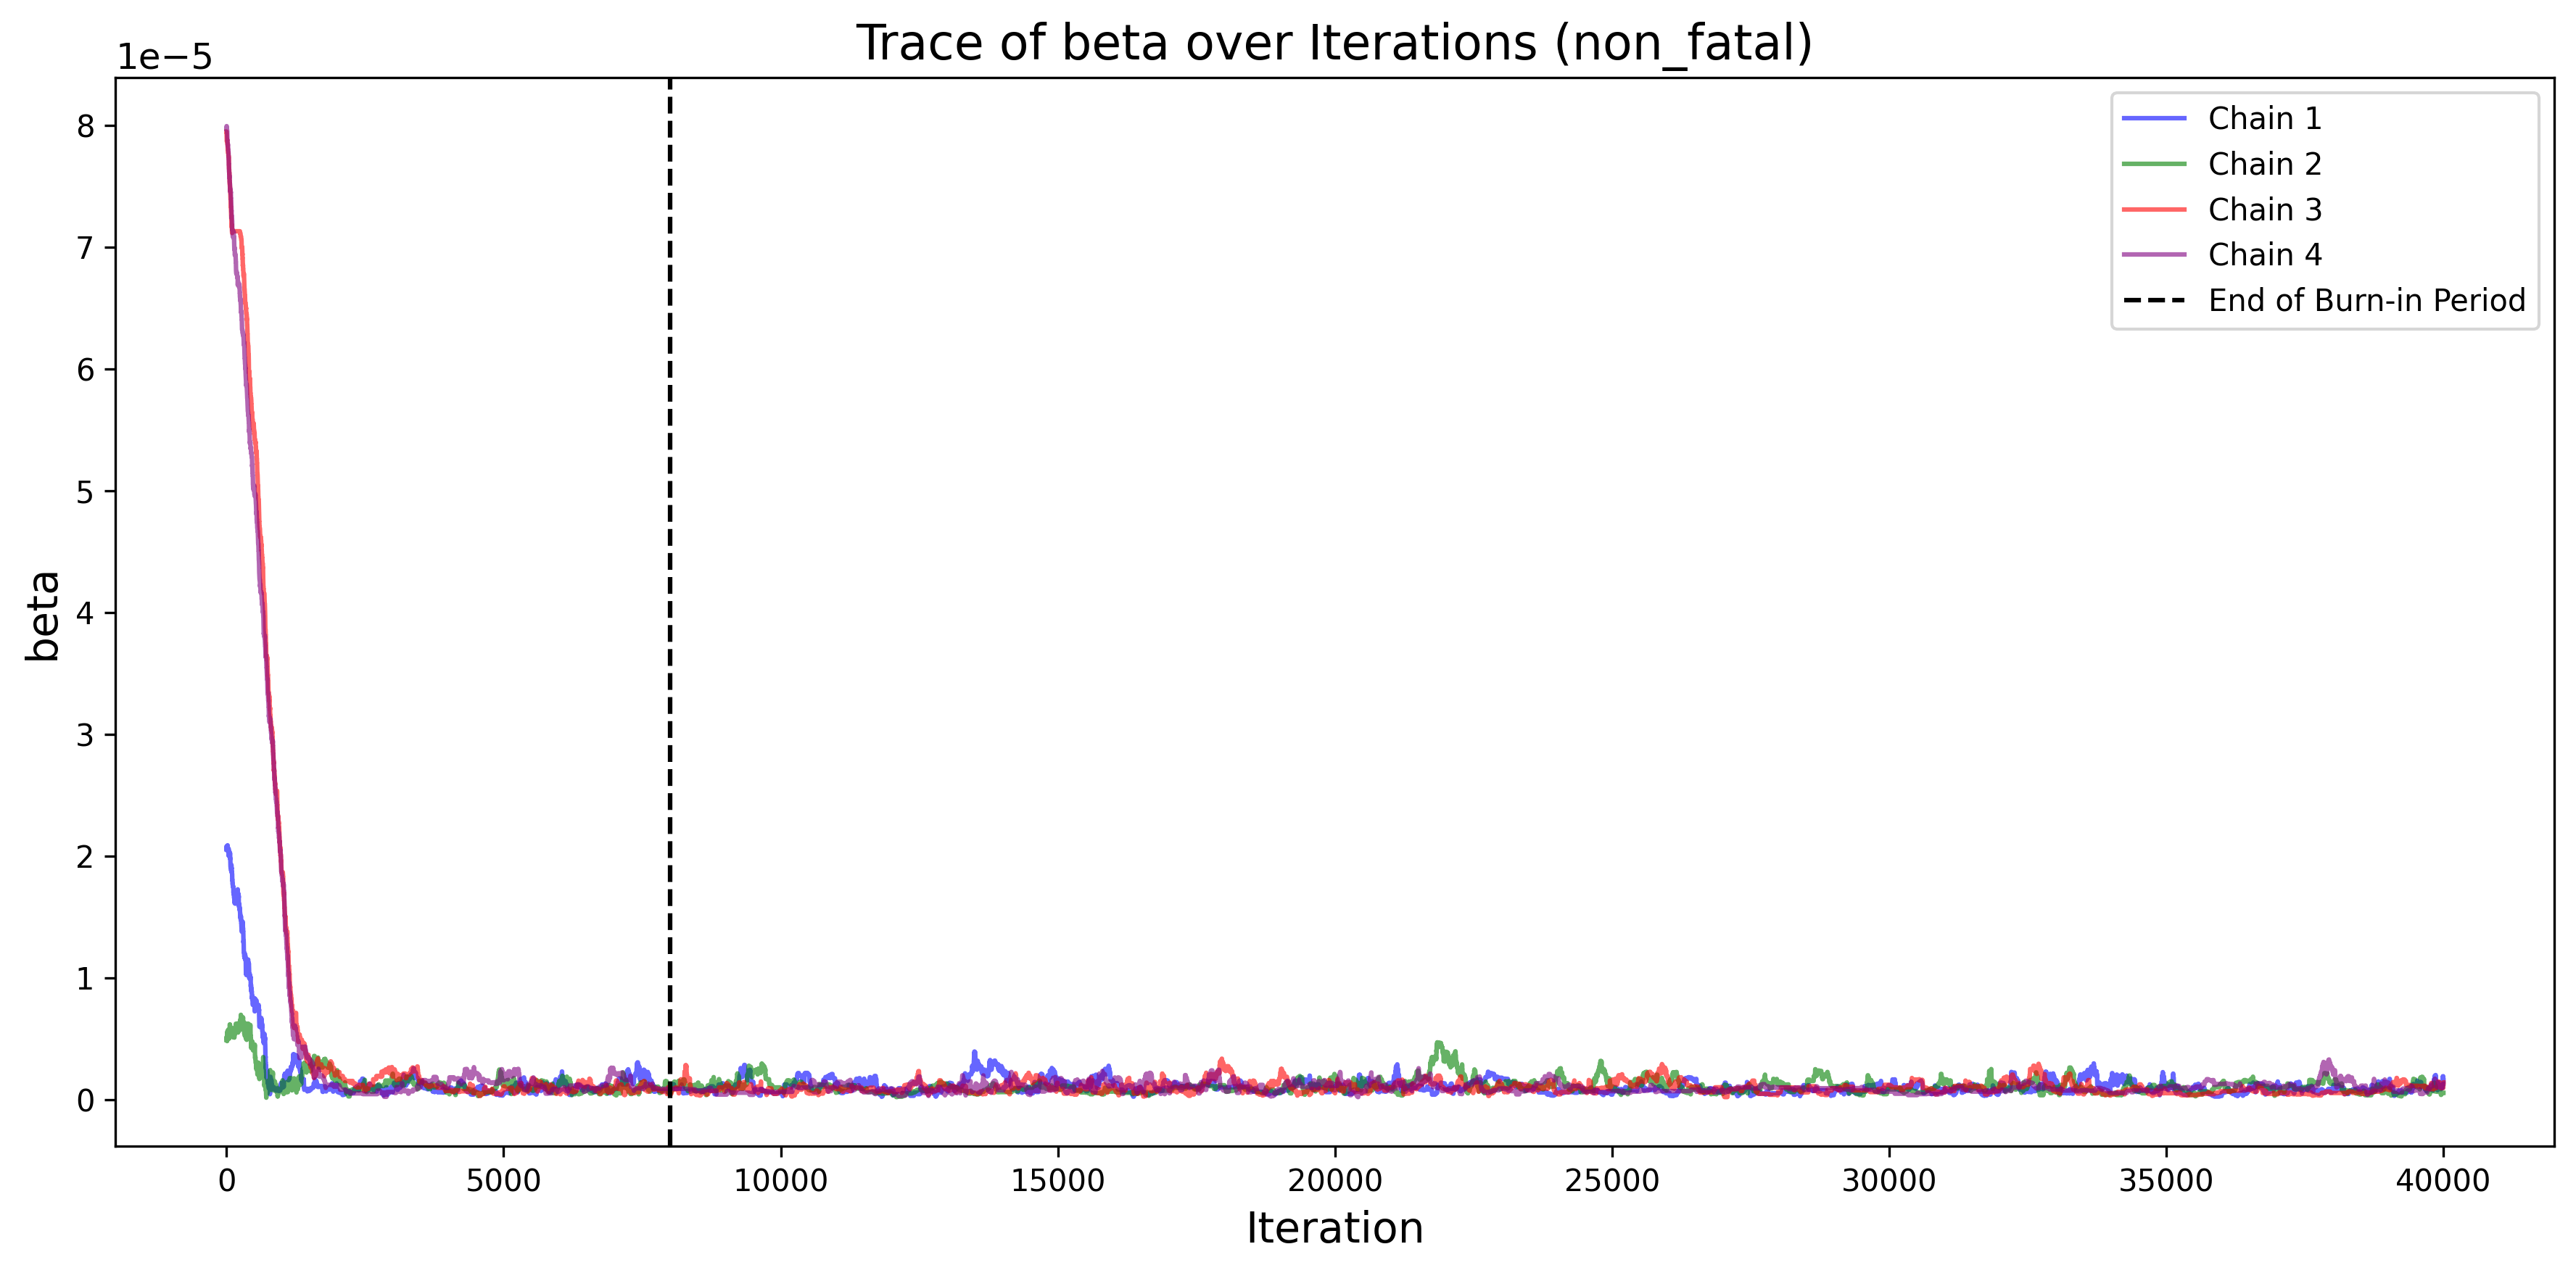 Trace of beta over Iterations (non_fatal)
1e−5
8
7
6
5
4
3
2
1
0
beta
Chain 1
Chain 2
Chain 3
Chain 4
End of Burn-in Period
0 5000 10000 15000 20000 25000 30000 35000 40000
Iteration